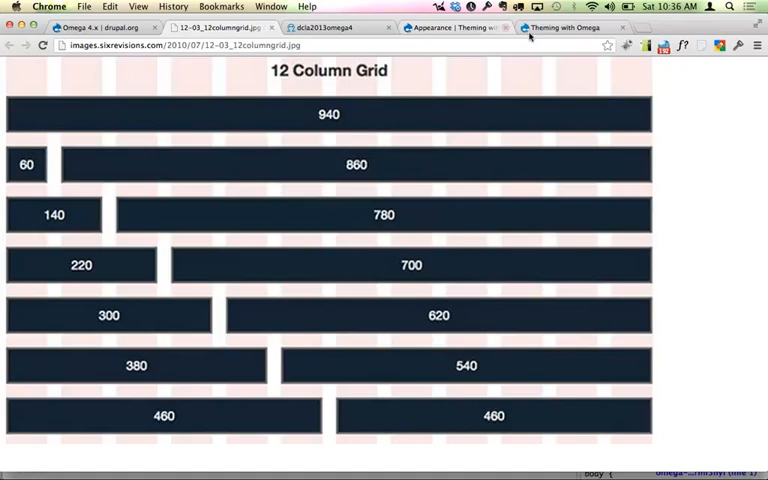 Chrome File Edit View History Bookmarks Window Help Sat 10:36 AM
Omega 4.x | drupal.org 12-03_12columngrid.jpg dcla2013omega4 Appearance | Theming wit Theming with Omega
images.sixrevisions.com/2010/07/12-03_12columngrid.jpg
192
f?
12 Column Grid
940
60 860
140 780
220 700
300 620
380 540
460 460
body {